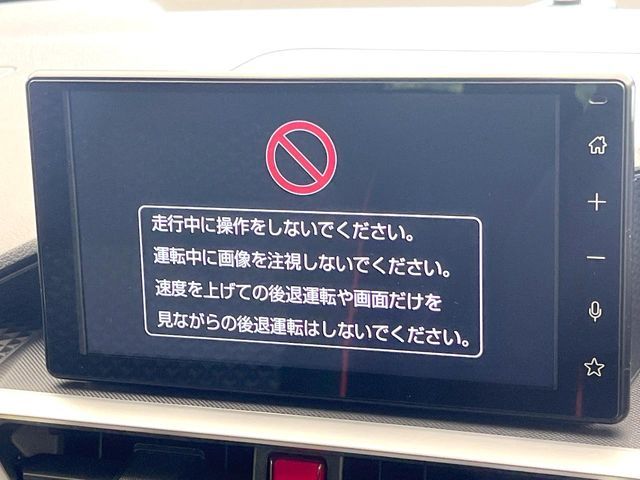 走行中に操作をしないでください。
運転中に画像を注視しないでください。
速度を上げての後退運転や画面だけを
見ながらの後退運転はしないでください。